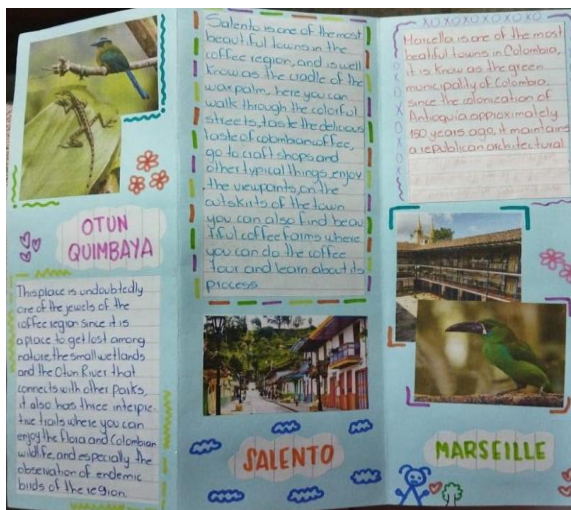 OTUN
QUIMBAYA
This place is undoubtedly
one of the jewels of the
coffee region since it is
a place to get lost among
nature, the small wetlands
and the Otun River that
connects with other Parks,
it also has three interpre-
tive trails where you can
enjoy the Flora and Colombian
wildlife, and especially the
observation of endemic
birds of the region.
Salento is one of the most
beautiful towns in the
coffee region, and is well
Know as the cradle of the
wax palm, here you can
walk through the colorful
streets, taste the delicious
taste of colombian coffee,
go to craft shops and
other typical things, enjoy
the viewpoints, on the
outskirts of the town
you can also find beau
tiful coffee farms where
you can do the coffee
tour and learn about its
process.
SALENTO
XOXOXOXOXOXO
Marcella is one of the most
beatiful towns in Colombia,
it is Know as the green
municipality of Colombia
since the colonization of
Antioquia approximately
150 years ago, it maintains
a republican architectural.
MARSEILLE